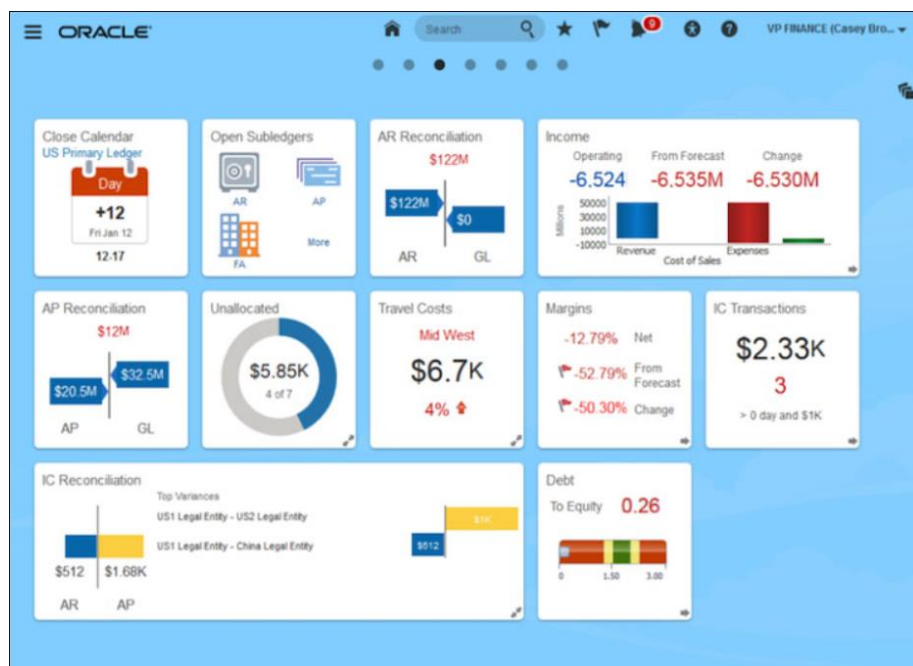 ORACLE
Search
9
VP FINANCE (Casey Bro...
Close Calendar
US Primary Ledger
Day
+12
Fri Jan 12
12-17
Open Subledgers
AR
AP
FA
More
AR Reconciliation
$122M
$122M
$0
AR GL
Income
Operating From Forecast Change
-6.524 -6.535M -6.530M
Millions
50000
30000
10000
-10000
Revenue Expenses
Cost of Sales
AP Reconciliation
$12M
$32.5M
$20.5M
AP GL
Unallocated
$5.85K
4 of 7
Travel Costs
Mid West
$6.7K
4%
Margins
-12.79% Net
-52.79% From Forecast
-50.30% Change
IC Transactions
$2.33K
3
> 0 day and $1K
IC Reconciliation
Top Variances
US1 Legal Entity - US2 Legal Entity
$1K
US1 Legal Entity - China Legal Entity
$512
$512 $1.68K
AR AP
Debt
To Equity 0.26
0 1.50 3.00